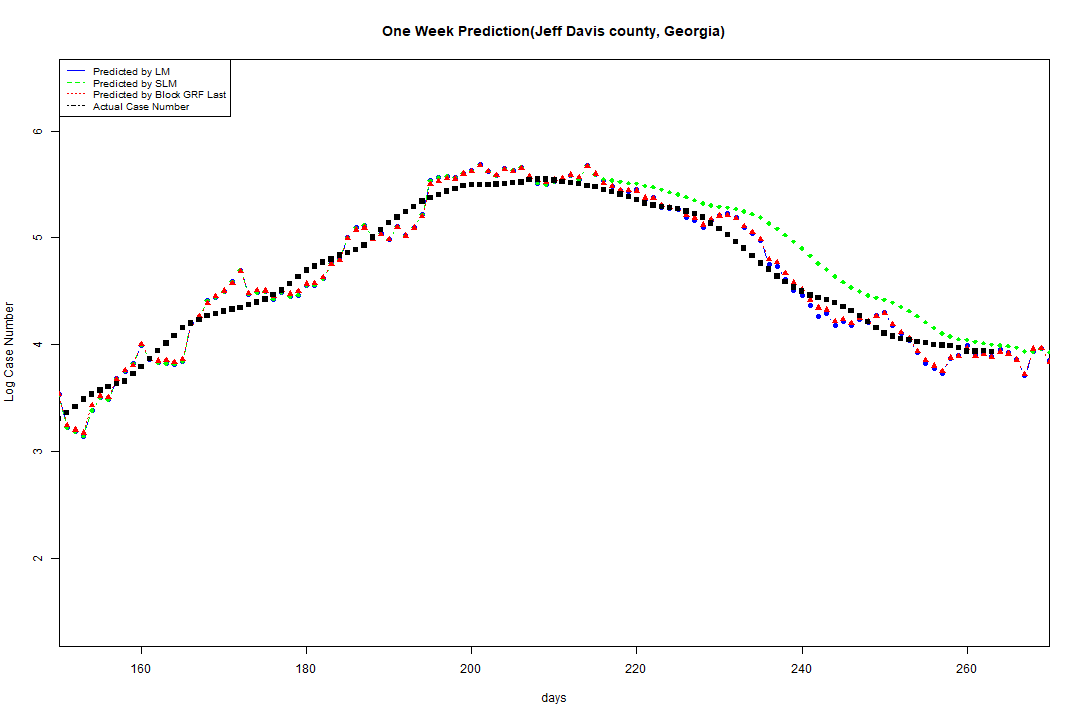 One Week Prediction(Jeff Davis county, Georgia)
Predicted by LM
Predicted by SLM
Predicted by Block GRF Last
Actual Case Number
6
5
4
3
2
Log Case Number
160 180 200 220 240 260
days